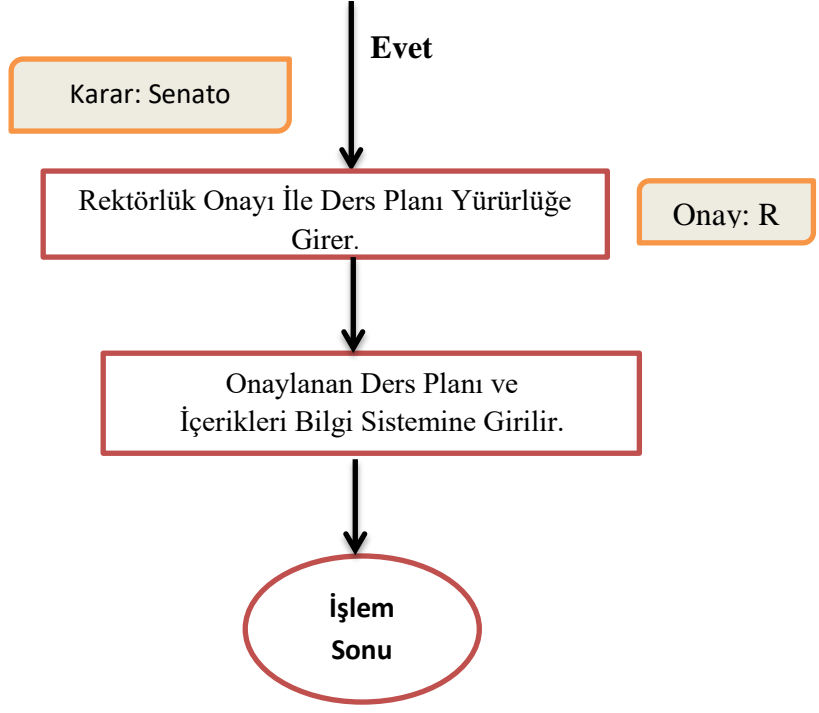 Evet
Karar: Senato
Rektörlük Onayı İle Ders Planı Yürürlüğe
Girer.
Onay: R
Onaylanan Ders Planı ve
İçerikleri Bilgi Sistemine Girilir.
İşlem
Sonu